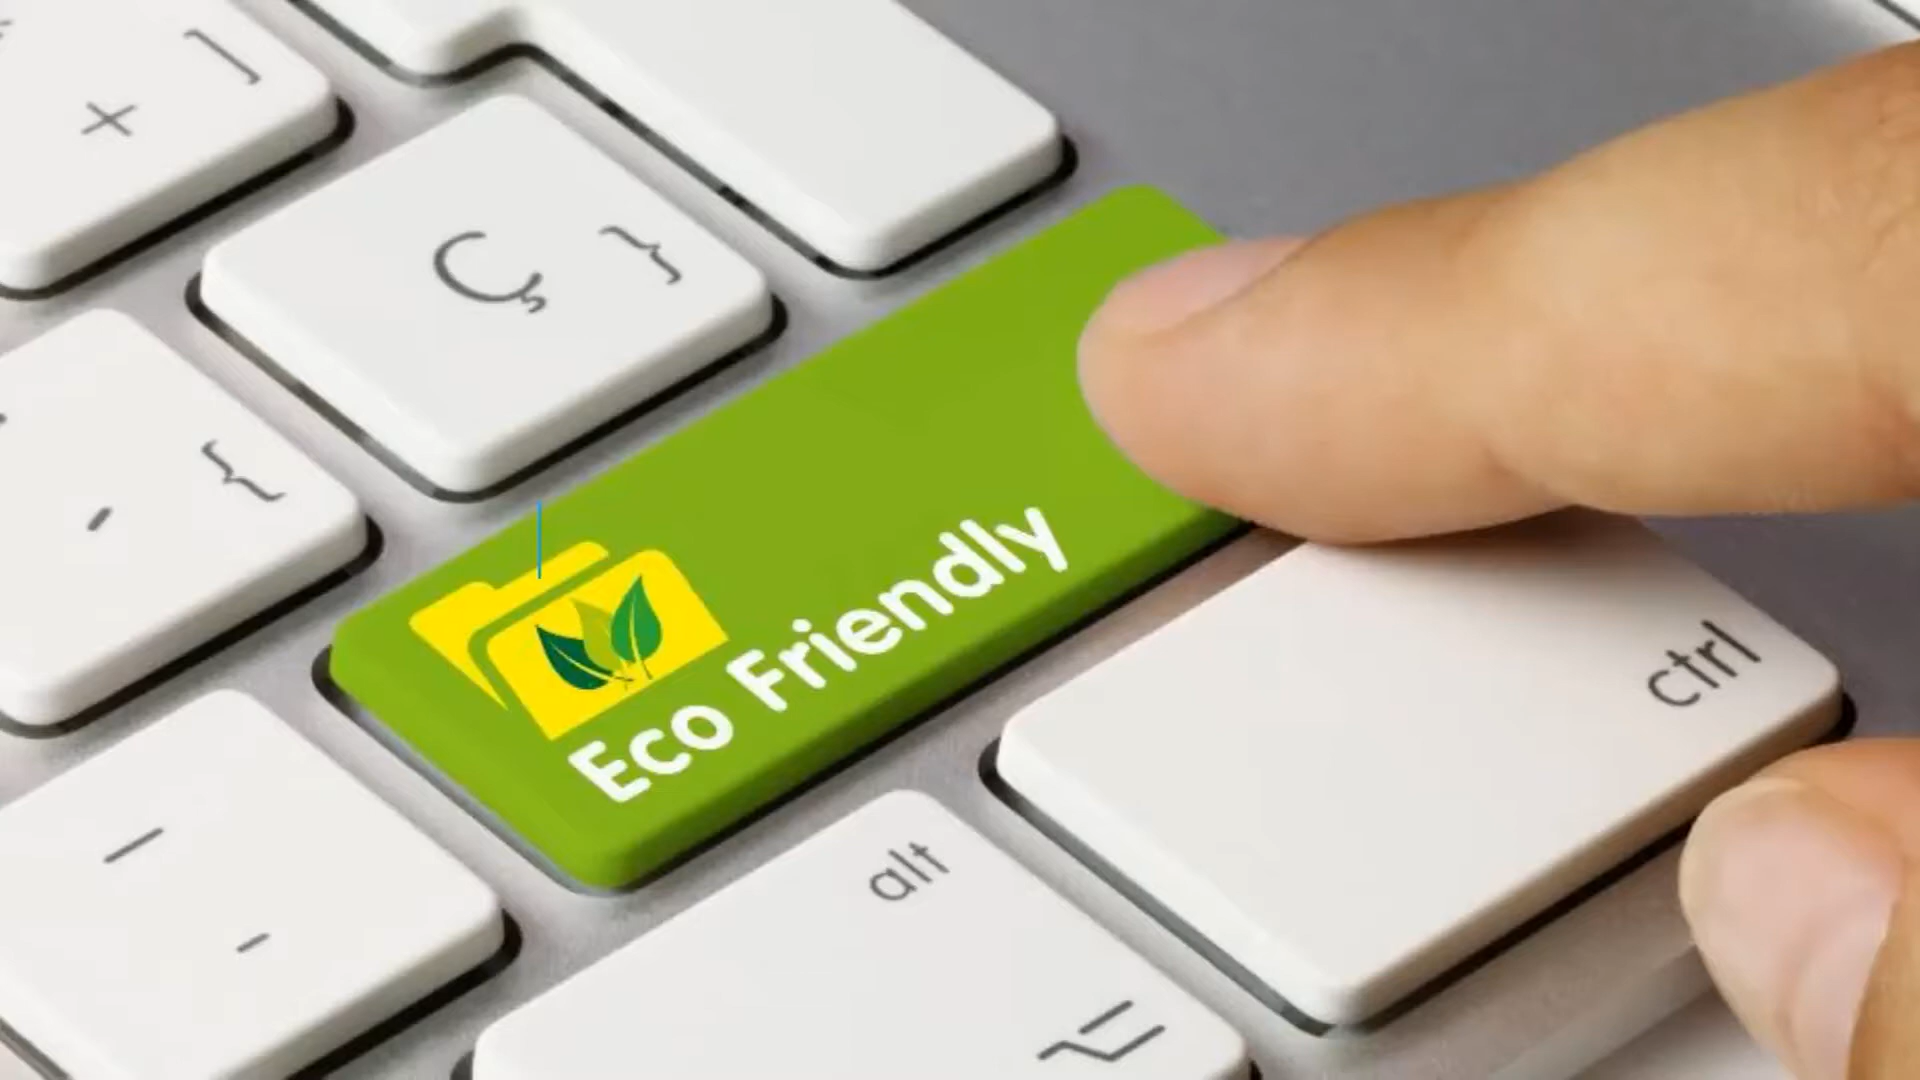 ]
+
Ç }
{
Eco Friendly
ctrl
alt